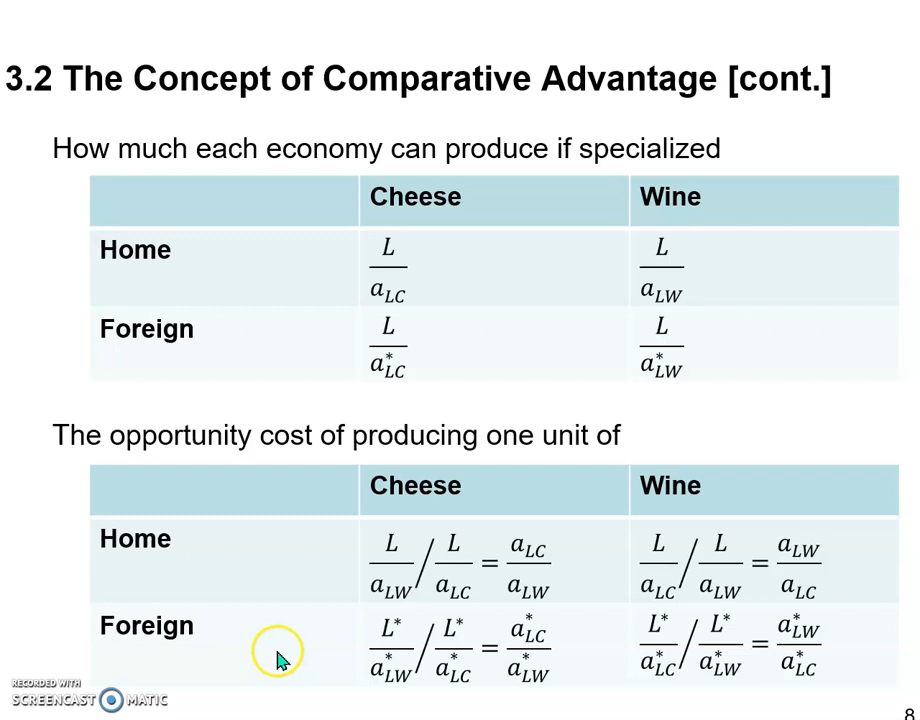 3.2 The Concept of Comparative Advantage [cont.]
How much each economy can produce if specialized
Cheese Wine
Home L/a_LC L/a_LW
Foreign L/a*_LC L/a*_LW
The opportunity cost of producing one unit of
Cheese Wine
Home L/a_LW / L/a_LC = a_LC/a_LW L/a_LC / L/a_LW = a_LW/a_LC
Foreign L*/a*_LW / L*/a*_LC = a*_LC/a*_LW L*/a*_LC / L*/a*_LW = a*_LW/a*_LC
RECORDED WITH
SCREENCAST MATIC
8